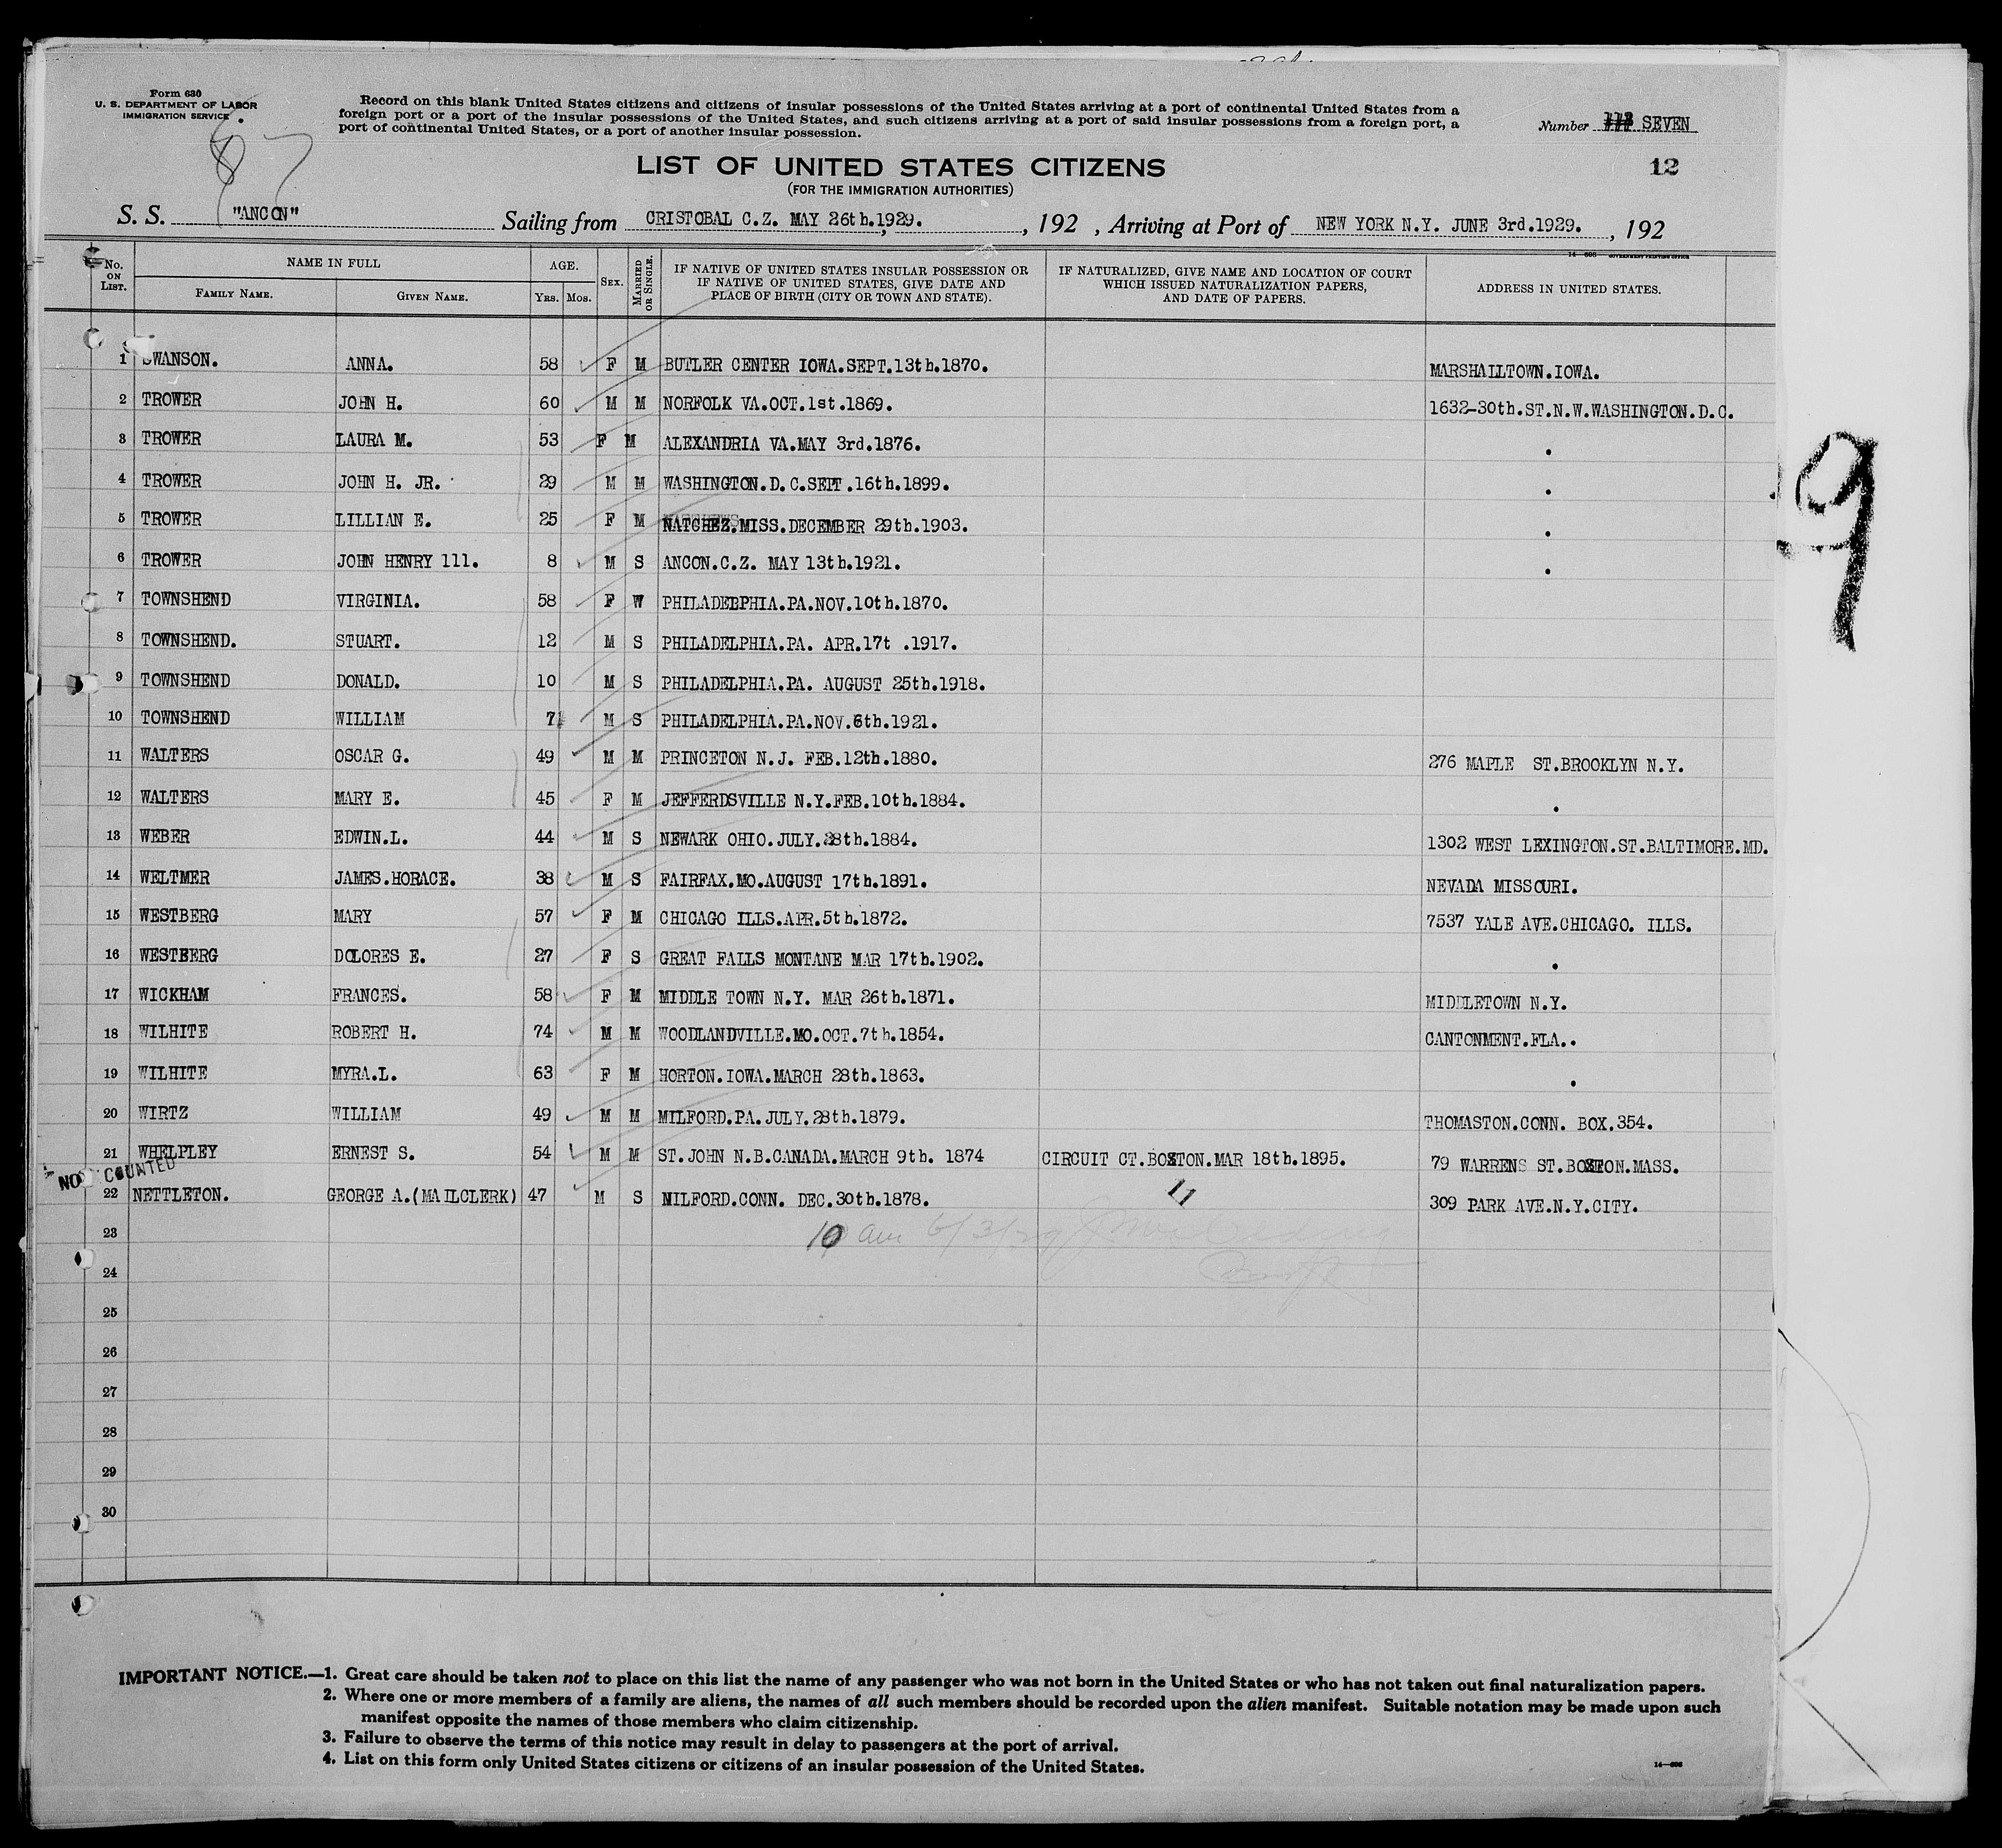 Form 630
U. S. DEPARTMENT OF LABOR
IMMIGRATION SERVICE
Record on this blank United States citizens and citizens of insular possessions of the United States arriving at a port of continental United States from a
foreign port or a port of the insular possessions of the United States, and such citizens arriving at a port of said insular possessions from a foreign port, a
port of continental United States, or a port of another insular possession.
Number SEVEN
LIST OF UNITED STATES CITIZENS
(FOR THE IMMIGRATION AUTHORITIES)
12
S. S. "ANCON" Sailing from CRISTOBAL C.Z. MAY 26th.1929. , 192 , Arriving at Port of NEW YORK N.Y. JUNE 3rd.1929. , 192
14—606 GOVERNMENT PRINTING OFFICE
No. ON LIST. NAME IN FULL FAMILY NAME. GIVEN NAME. AGE. YRS. MOS. SEX. MARRIED OR SINGLE. IF NATIVE OF UNITED STATES INSULAR POSSESSION OR IF NATIVE OF UNITED STATES, GIVE DATE AND PLACE OF BIRTH (CITY OR TOWN AND STATE). IF NATURALIZED, GIVE NAME AND LOCATION OF COURT WHICH ISSUED NATURALIZATION PAPERS, AND DATE OF PAPERS. ADDRESS IN UNITED STATES.
1 SWANSON. ANNA. 58 F M BUTLER CENTER IOWA.SEPT.13th.1870. MARSHALLTOWN.IOWA.
2 TROWER JOHN H. 60 M M NORFOLK VA.OCT.1st.1869. 1632-30th.ST.N.W.WASHINGTON.D.C.
3 TROWER LAURA M. 53 F M ALEXANDRIA VA.MAY 3rd.1876. .
4 TROWER JOHN H. JR. 29 M M WASHINGTON.D.C.SEPT.16th.1899. .
5 TROWER LILLIAN E. 25 F M NATCHEZ.MISS.DECEMBER 29th.1903. .
6 TROWER JOHN HENRY 111. 8 M S ANCON.C.Z. MAY 13th.1921. .
7 TOWNSHEND VIRGINIA. 58 F W PHILADELPHIA.PA.NOV.10th.1870.
8 TOWNSHEND. STUART. 12 M S PHILADELPHIA.PA. APR.17t .1917.
9 TOWNSHEND DONALD. 10 M S PHILADELPHIA.PA. AUGUST 25th.1918.
10 TOWNSHEND WILLIAM 7 M S PHILADELPHIA.PA.NOV.6th.1921.
11 WALTERS OSCAR G. 49 M M PRINCETON N.J. FEB.12th.1880. 276 MAPLE ST.BROOKLYN N.Y.
12 WALTERS MARY E. 45 F M JEFFERDSVILLE N.Y.FEB.10th.1884. .
13 WEBER EDWIN.L. 44 M S NEWARK OHIO.JULY.28th.1884. 1302 WEST LEXINGTON.ST.BALTIMORE.MD.
14 WELTMER JAMES.HORACE. 38 M S FAIRFAX.MO.AUGUST 17th.1891. NEVADA MISSOURI.
15 WESTBERG MARY 57 F M CHICAGO ILLS.APR.5th.1872. 7537 YALE AVE.CHICAGO. ILLS.
16 WESTBERG DOLORES E. 27 F S GREAT FALLS MONTANE MAR 17th.1902. .
17 WICKHAM FRANCES. 58 F M MIDDLE TOWN N.Y. MAR 26th.1871. MIDDLETOWN N.Y.
18 WILHITE ROBERT H. 74 M M WOODLANDVILLE.MO.OCT.7th.1854. CANTONMENT.FLA..
19 WILHITE MYRA.L. 63 F M HORTON.IOWA.MARCH 28th.1863. .
20 WIRTZ WILLIAM 49 M M MILFORD.PA.JULY.28th.1879. THOMASTON.CONN. BOX.354.
21 WHELPLEY ERNEST S. 54 M M ST.JOHN N.B.CANADA.MARCH 9th. 1874 CIRCUIT CT.BOSTON.MAR 18th.1895. 79 WARRENS ST.BOSTON.MASS.
NOT COUNTED
22 NETTLETON. GEORGE A.(MAILCLERK) 47 M S MILFORD.CONN. DEC.30th.1878. 309 PARK AVE.N.Y.CITY.
11
23 10 am 6/3/29
24
25
26
27
28
29
30
9
IMPORTANT NOTICE.—1. Great care should be taken not to place on this list the name of any passenger who was not born in the United States or who has not taken out final naturalization papers.
2. Where one or more members of a family are aliens, the names of all such members should be recorded upon the alien manifest. Suitable notation may be made upon such
manifest opposite the names of those members who claim citizenship.
3. Failure to observe the terms of this notice may result in delay to passengers at the port of arrival.
4. List on this form only United States citizens or citizens of an insular possession of the United States.
14—606